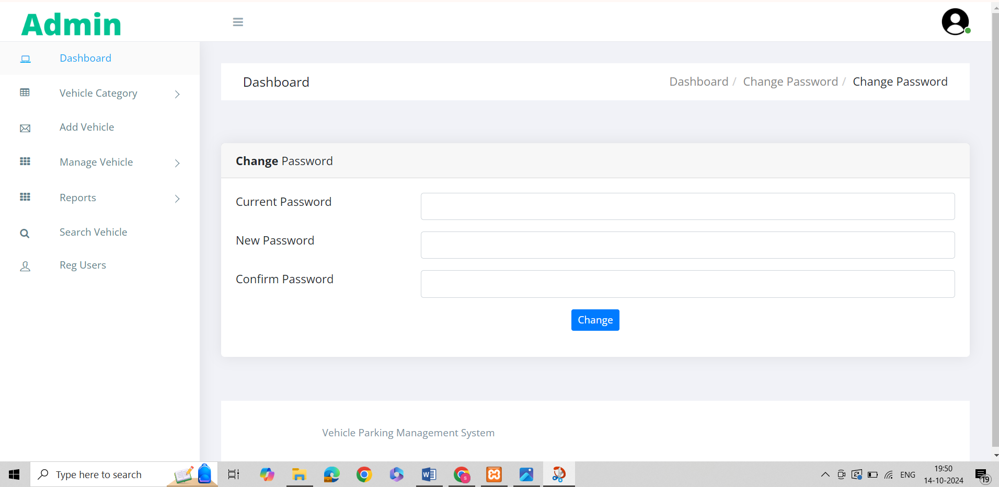 Admin
Dashboard
Vehicle Category
Add Vehicle
Manage Vehicle
Reports
Search Vehicle
Reg Users
Dashboard
Dashboard / Change Password / Change Password
Change Password
Current Password
New Password
Confirm Password
Change
Vehicle Parking Management System
Type here to search
W
S
ENG
19:50
14-10-2024
19